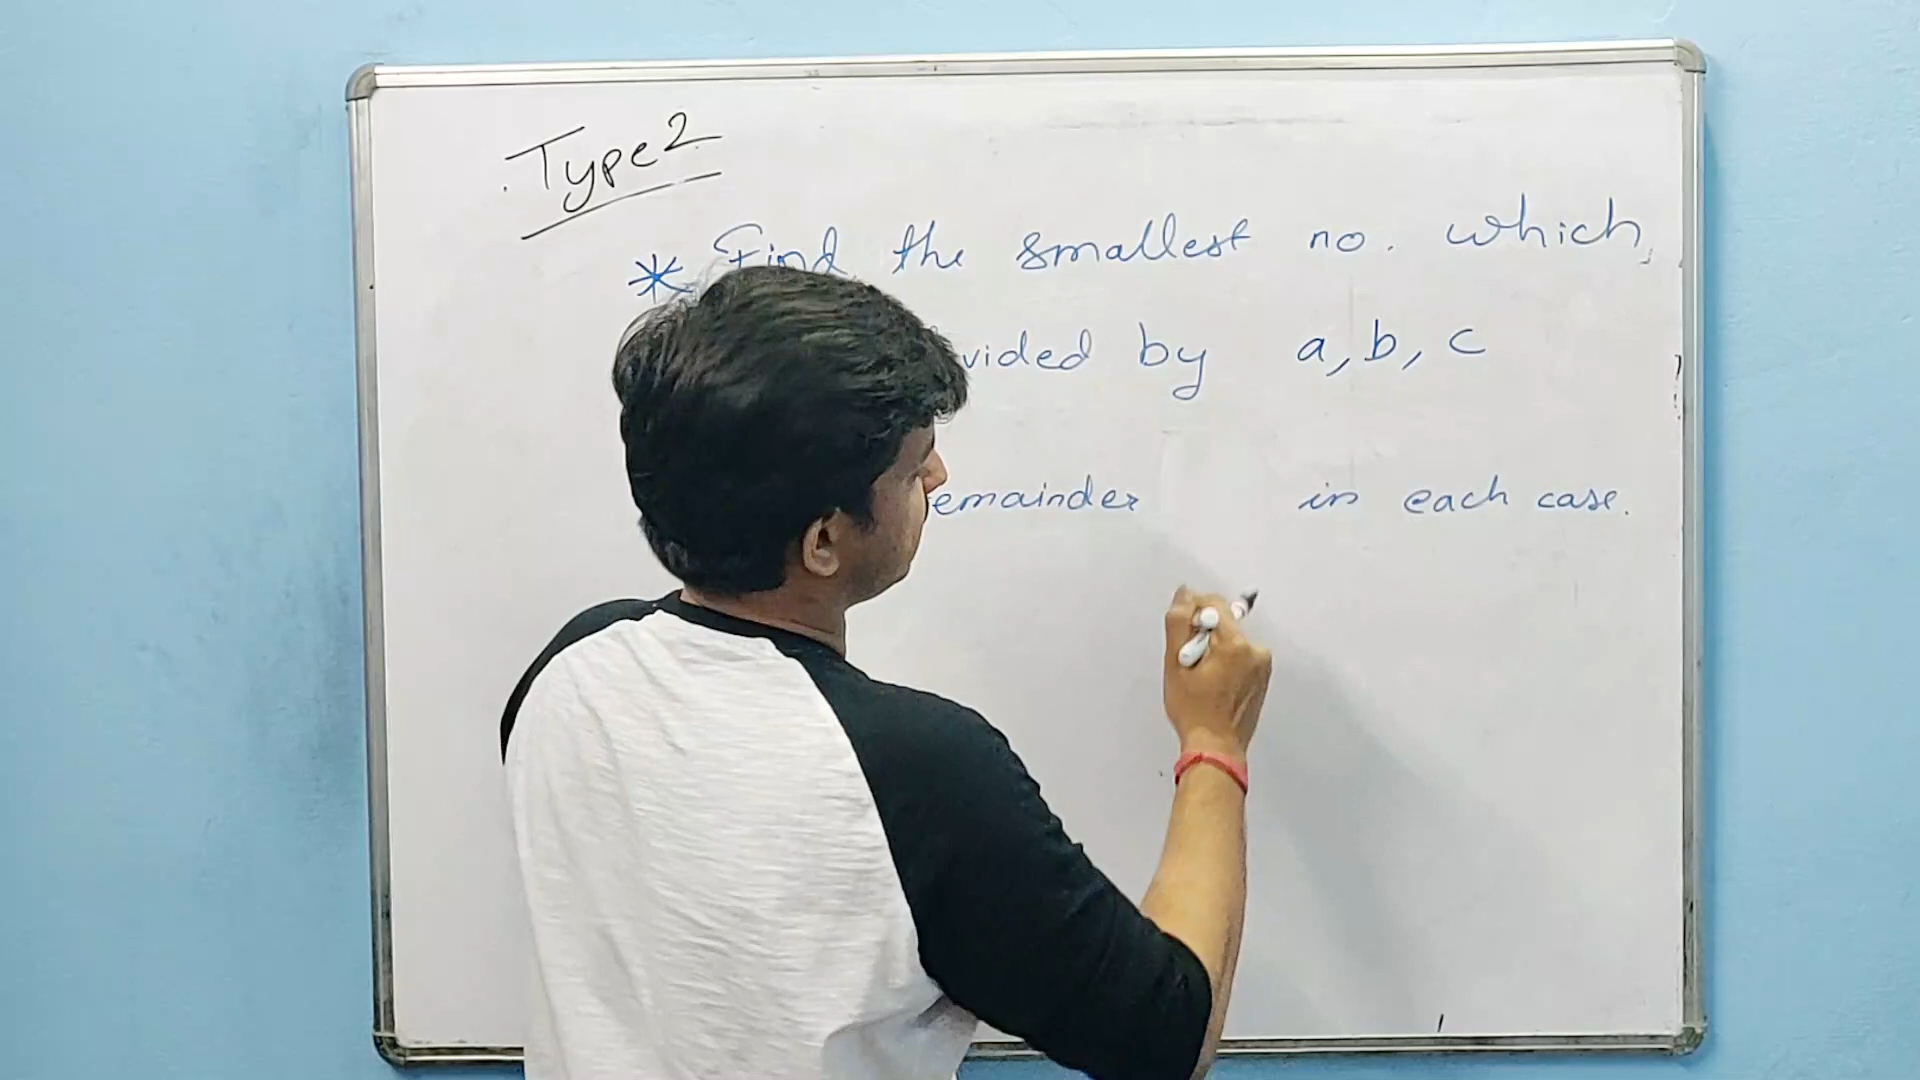 Type 2
* Find the smallest no. which,
vided by a, b, c
emainder in each case.